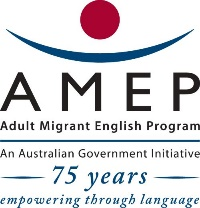 AMEP
Adult Migrant English Program
An Australian Government Initiative
75 years
empowering through language